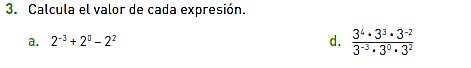 3. Calcula el valor de cada expresión.
a. 2⁻³ + 2⁰ – 2²
d. 3⁴ • 3³ • 3⁻² / 3⁻³ • 3⁰ • 3²